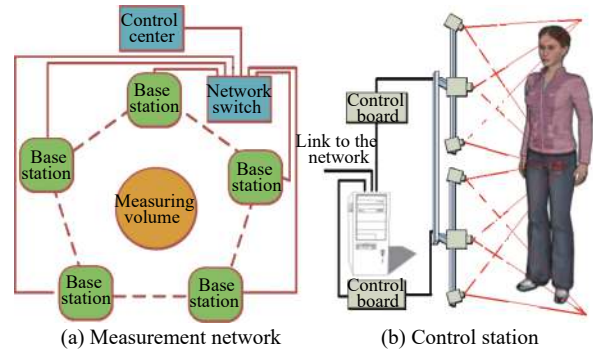 Control
center
Base
station
Network
switch
Base
station
Base
station
Measuring
volume
Base
station
Base
station
(a) Measurement network
Control
board
Link to the
network
Control
board
(b) Control station